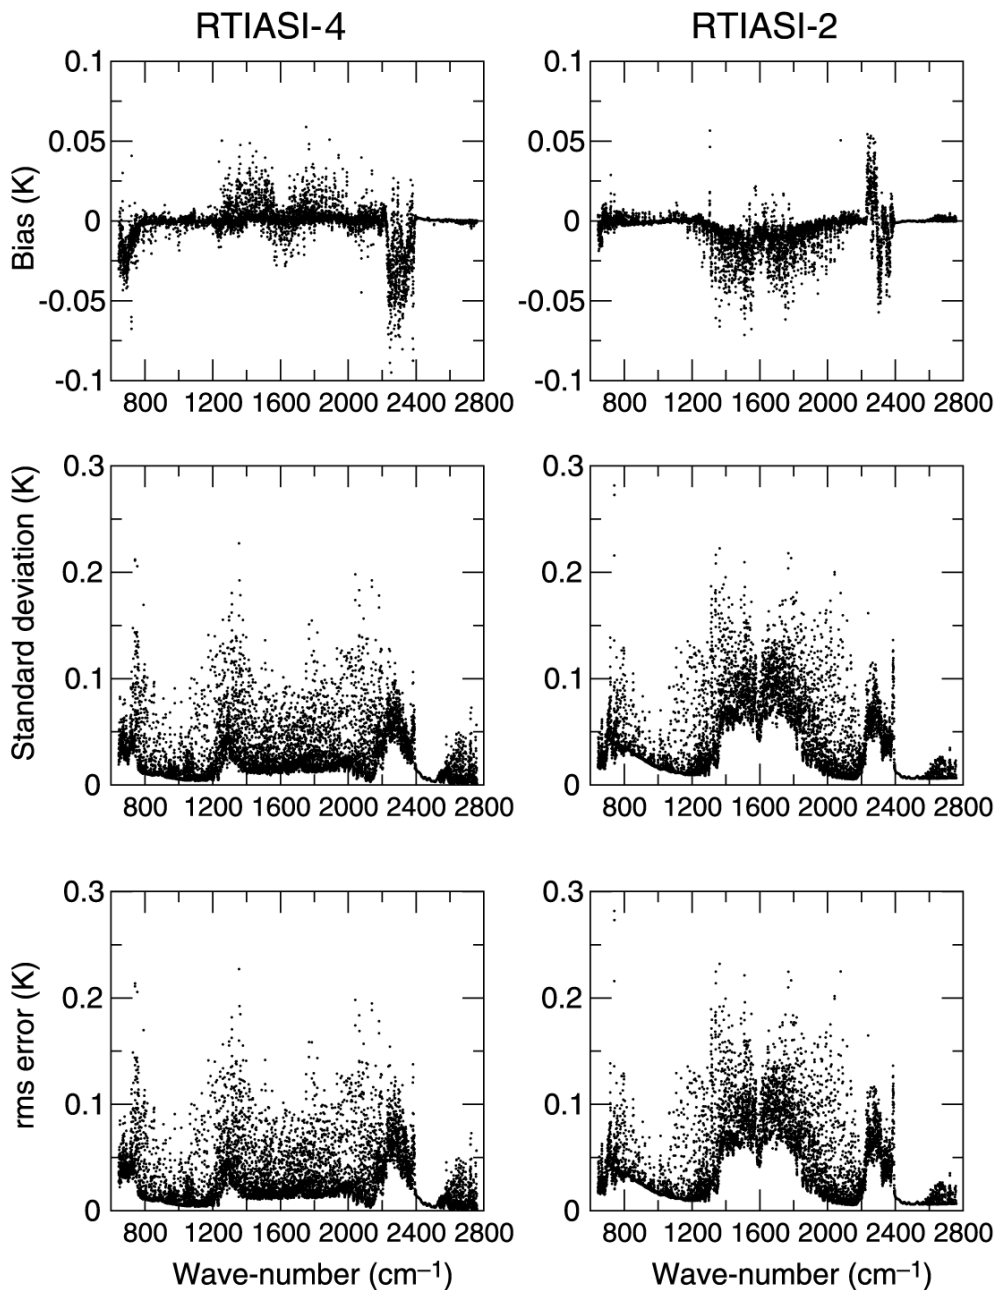 RTIASI-4 RTIASI-2
0.1 0.1
0.05 0.05
Bias (K)
0 0
-0.05 -0.05
-0.1 -0.1
800 1200 1600 2000 2400 2800 800 1200 1600 2000 2400 2800
0.3 0.3
0.2 0.2
Standard deviation (K)
0.1 0.1
0 0
800 1200 1600 2000 2400 2800 800 1200 1600 2000 2400 2800
0.3 0.3
0.2 0.2
rms error (K)
0.1 0.1
0 0
800 1200 1600 2000 2400 2800 800 1200 1600 2000 2400 2800
Wave-number (cm⁻¹) Wave-number (cm⁻¹)